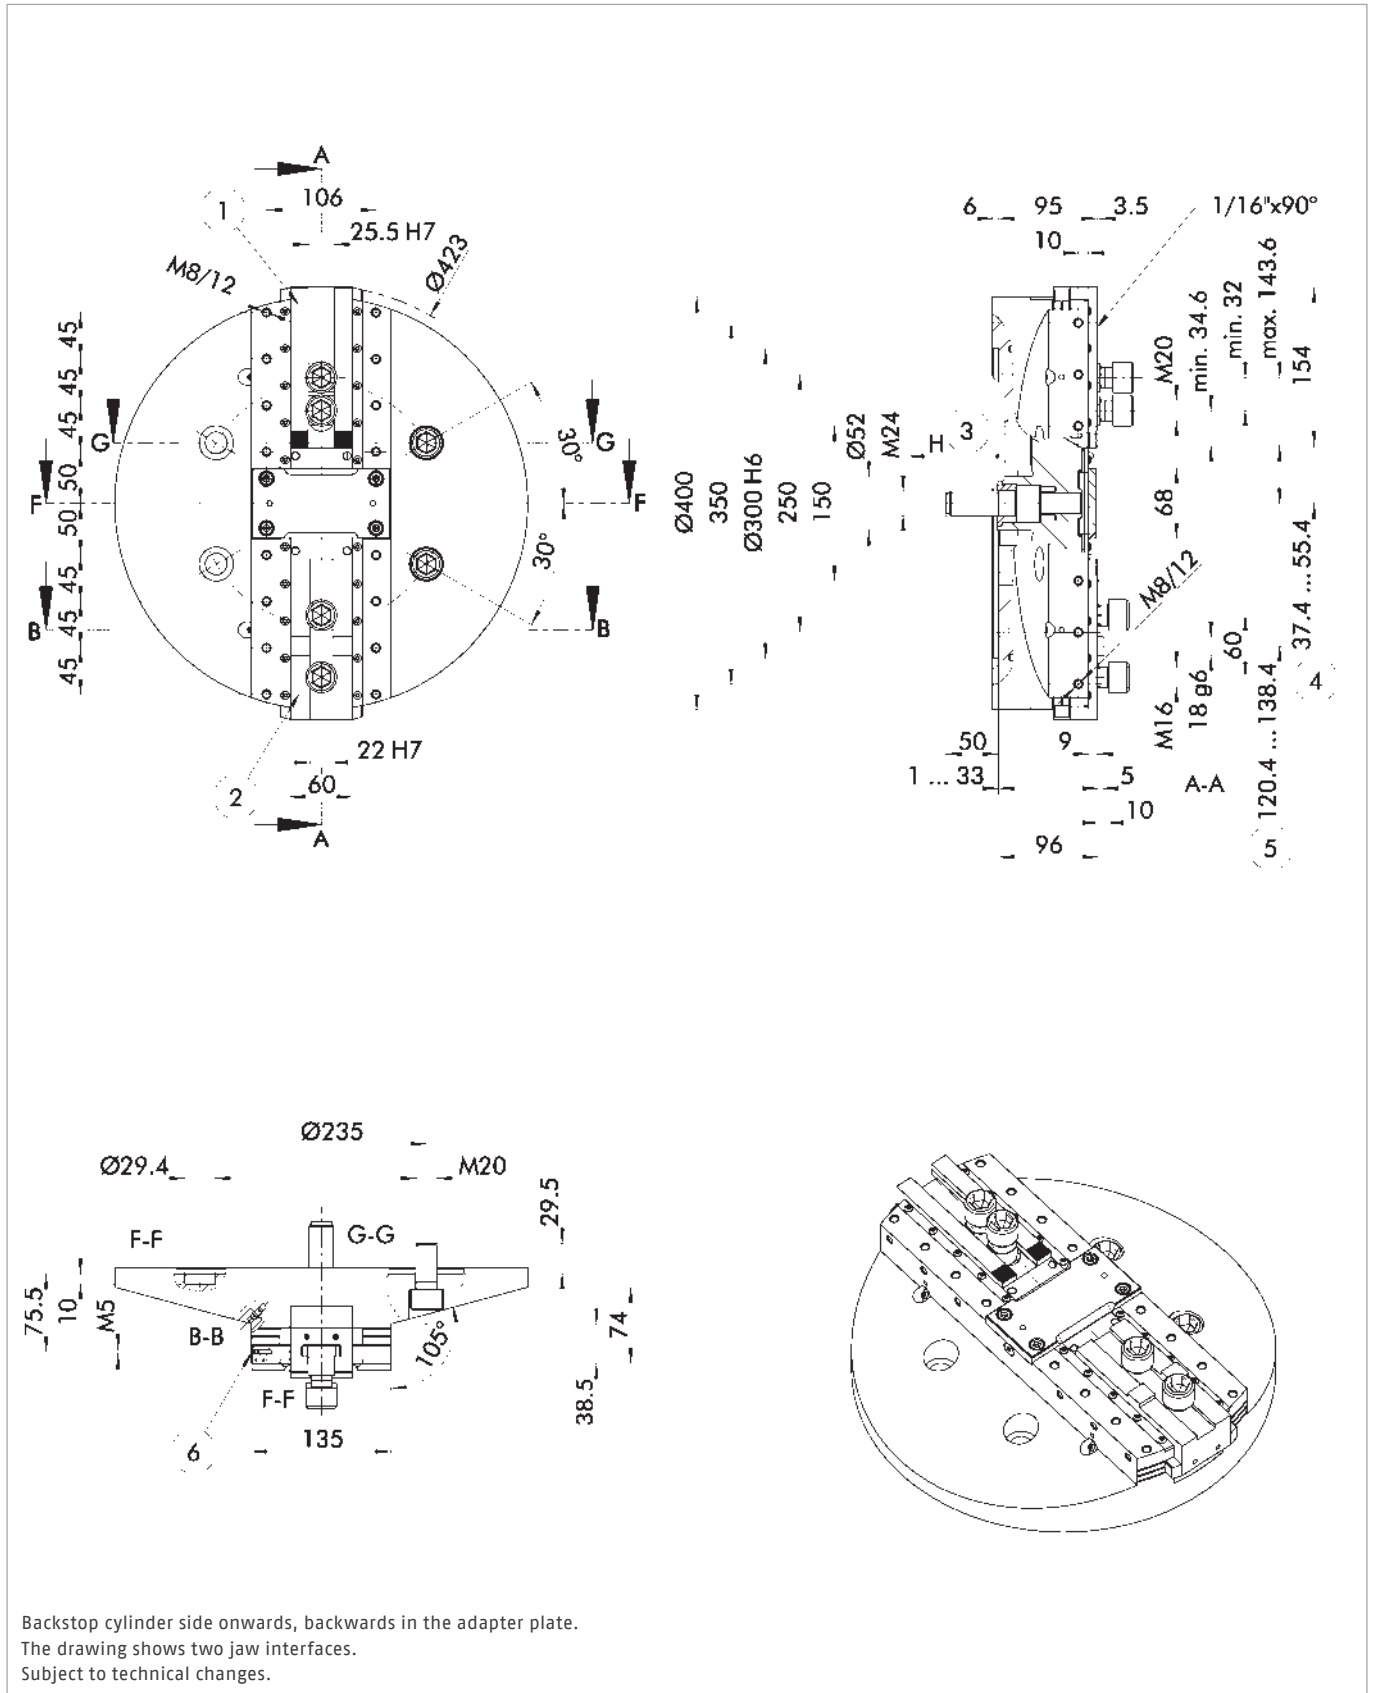 A
106
1
25.5 H7
Ø423
M8/12
45
45
45
50
50
45
45
45
G
G
F
F
B
B
30°
30°
22 H7
60
2
A
6
95
3.5
1/16"x90°
10
M20
min. 34.6
min. 32
max. 143.6
154
Ø52
M24
H
3
Ø400
350
Ø300 H6
250
150
68
M8/12
37.4 ... 55.4
60
4
M16
18 g6
120.4 ... 138.4
5
50
9
1 ... 33
5
A-A
10
96
Ø235
Ø29.4
M20
29.5
F-F
G-G
75.5
10
M5
B-B
105°
74
38.5
F-F
135
6
Backstop cylinder side onwards, backwards in the adapter plate.
The drawing shows two jaw interfaces.
Subject to technical changes.